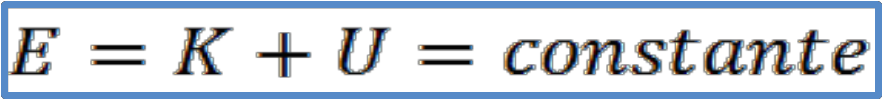 E = K + U = constante